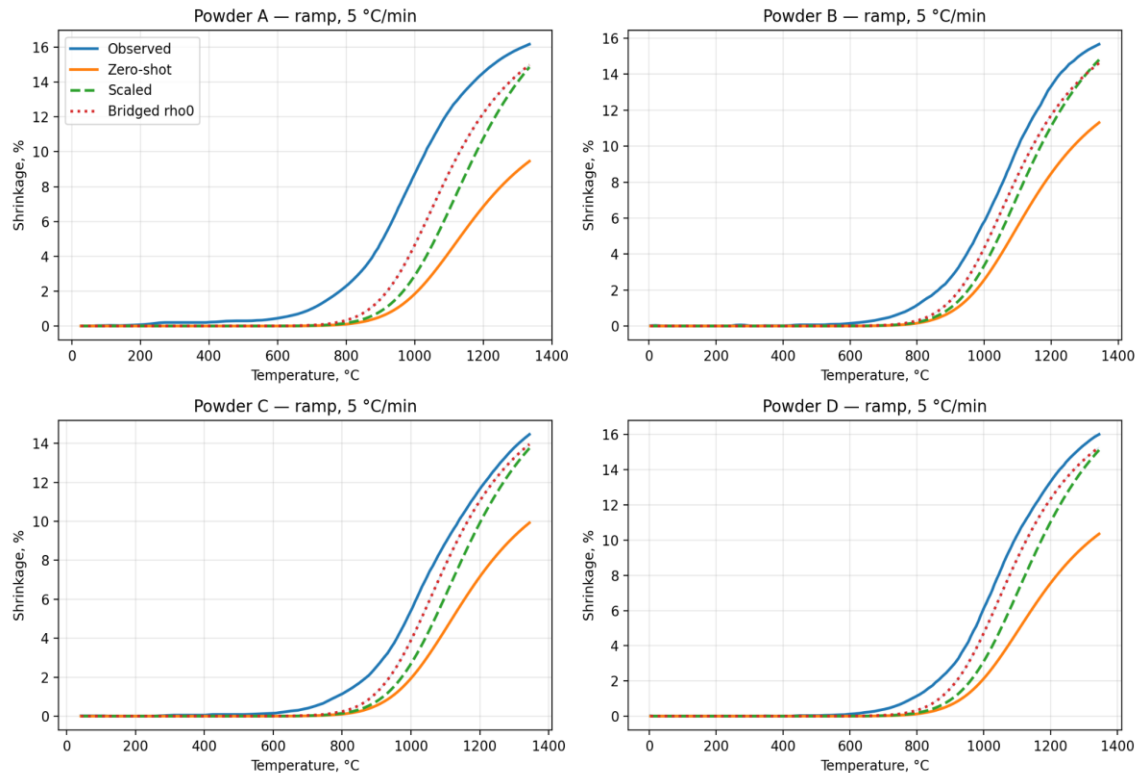 Powder A — ramp, 5 °C/min
Shrinkage, %
16
14
12
10
8
6
4
2
0
Observed
Zero-shot
Scaled
Bridged rho0
0 200 400 600 800 1000 1200 1400
Temperature, °C
Powder B — ramp, 5 °C/min
Shrinkage, %
16
14
12
10
8
6
4
2
0
0 200 400 600 800 1000 1200 1400
Temperature, °C
Powder C — ramp, 5 °C/min
Shrinkage, %
14
12
10
8
6
4
2
0
0 200 400 600 800 1000 1200 1400
Temperature, °C
Powder D — ramp, 5 °C/min
Shrinkage, %
16
14
12
10
8
6
4
2
0
0 200 400 600 800 1000 1200 1400
Temperature, °C